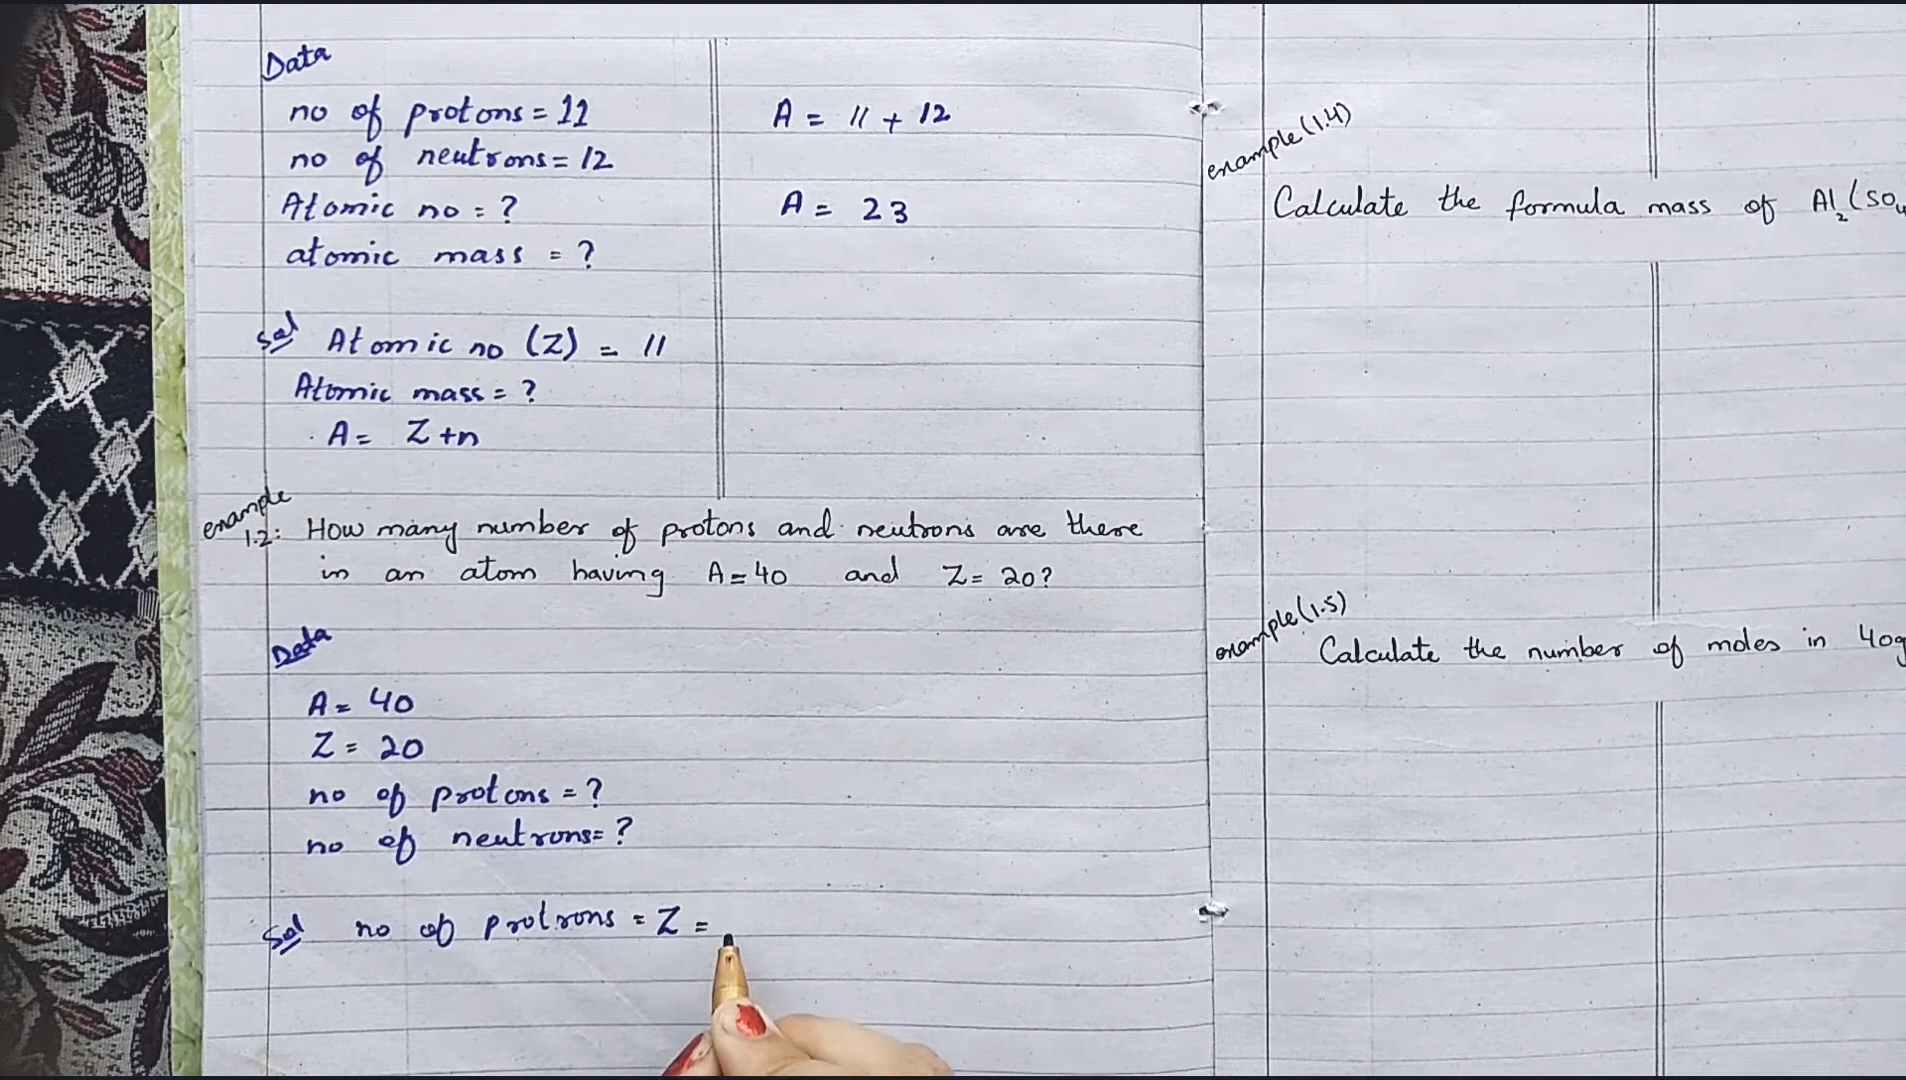 Data
no of protons = 11
no of neutrons = 12
Atomic no = ?
atomic mass = ?
A = 11 + 12
A = 23
Sol Atomic no (Z) = 11
Atomic mass = ?
A = Z + n
example 1.2: How many number of protons and neutrons are there
in an atom having A = 40 and Z = 20?
Data
A = 40
Z = 20
no of protons = ?
no of neutrons = ?
Sol no of protrons = Z =
example (1.4)
Calculate the formula mass of Al₂(SO₄
example (1.5)
Calculate the number of moles in 40g